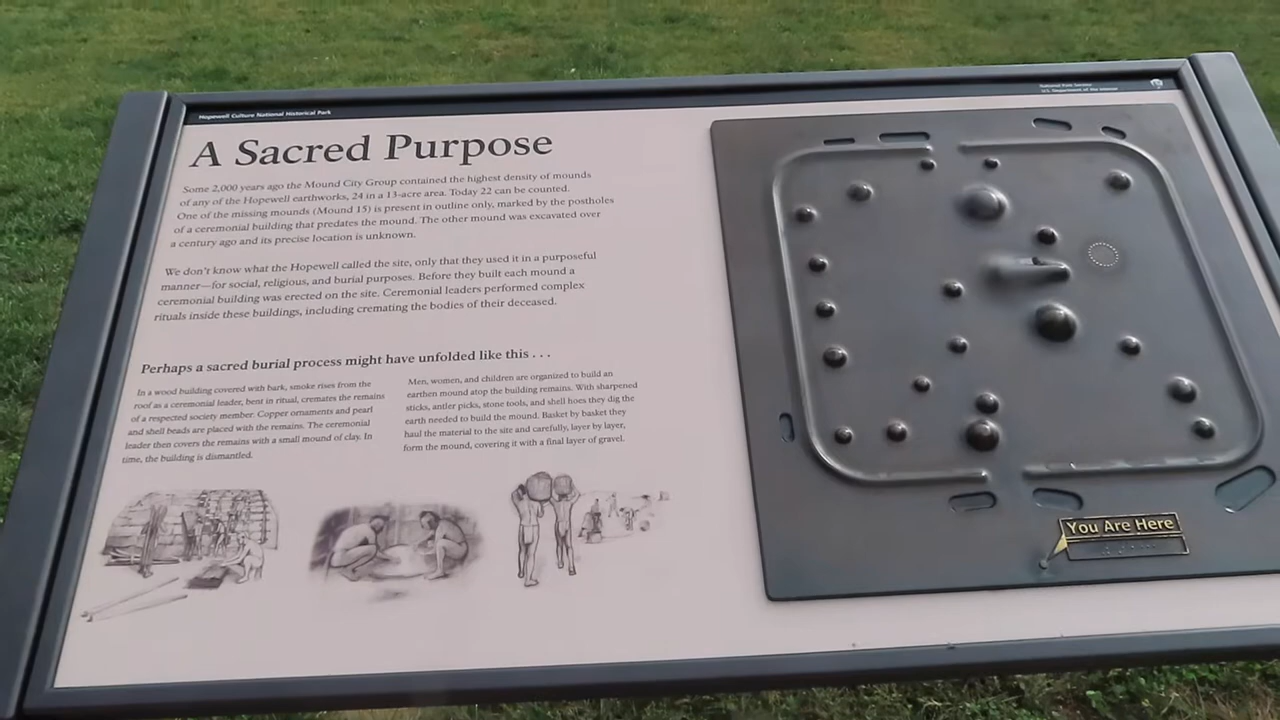 Hopewell Culture National Historical Park
National Park Service
U.S. Department of the Interior
A Sacred Purpose
Some 2,000 years ago the Mound City Group contained the highest density of mounds
of any of the Hopewell earthworks, 24 in a 13-acre area. Today 22 can be counted.
One of the missing mounds (Mound 15) is present in outline only, marked by the postholes
of a ceremonial building that predates the mound. The other mound was excavated over
a century ago and its precise location is unknown.
We don't know what the Hopewell called the site, only that they used it in a purposeful
manner—for social, religious, and burial purposes. Before they built each mound a
ceremonial building was erected on the site. Ceremonial leaders performed complex
rituals inside these buildings, including cremating the bodies of their deceased.
Perhaps a sacred burial process might have unfolded like this . . .
In a wood building covered with bark, smoke rises from the
roof as a ceremonial leader, bent in ritual, cremates the remains
of a respected society member. Copper ornaments and pearl
and shell beads are placed with the remains. The ceremonial
leader then covers the remains with a small mound of clay. In
time, the building is dismantled.
Men, women, and children are organized to build an
earthen mound atop the building remains. With sharpened
sticks, antler picks, stone tools, and shell hoes they dig the
earth needed to build the mound. Basket by basket they
haul the material to the site and carefully, layer by layer,
form the mound, covering it with a final layer of gravel.
You Are Here